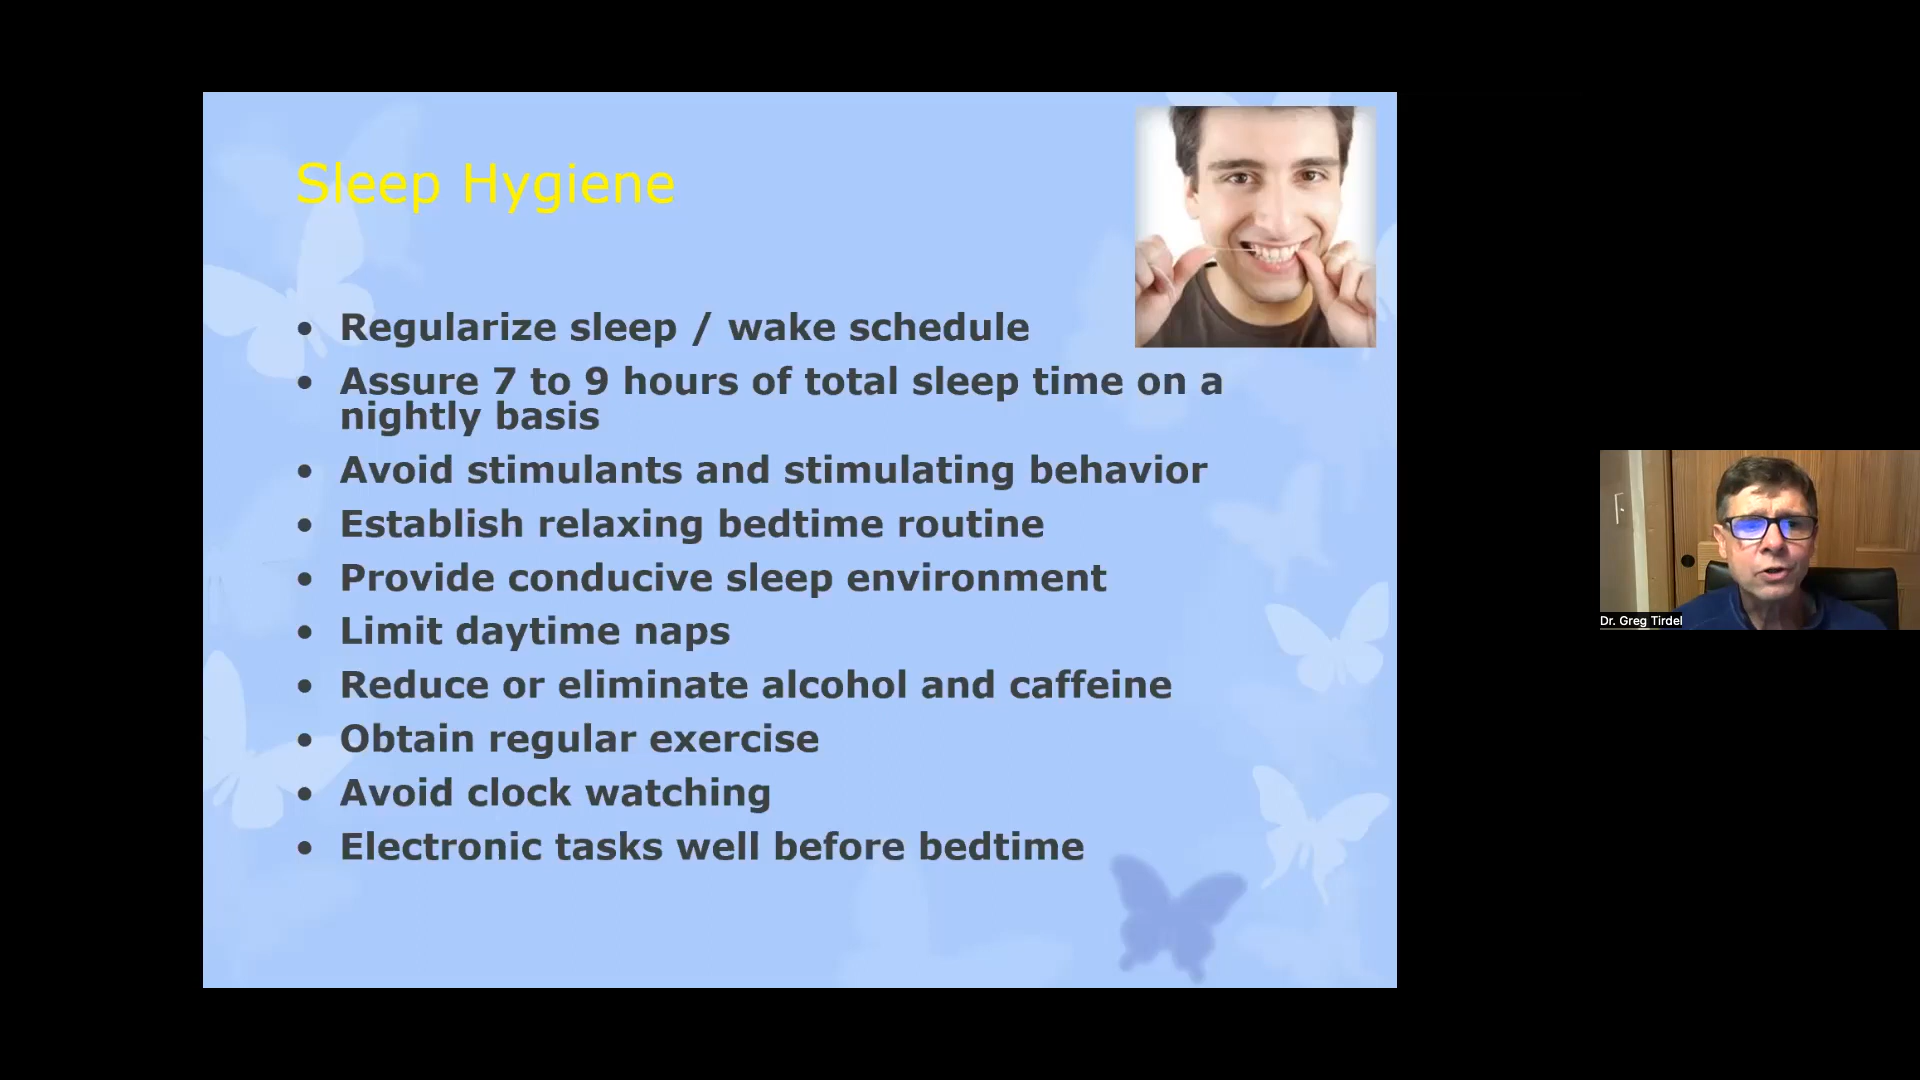 Sleep Hygiene
• Regularize sleep / wake schedule
• Assure 7 to 9 hours of total sleep time on a
nightly basis
• Avoid stimulants and stimulating behavior
• Establish relaxing bedtime routine
• Provide conducive sleep environment
• Limit daytime naps
• Reduce or eliminate alcohol and caffeine
• Obtain regular exercise
• Avoid clock watching
• Electronic tasks well before bedtime
Dr. Greg Tirdel